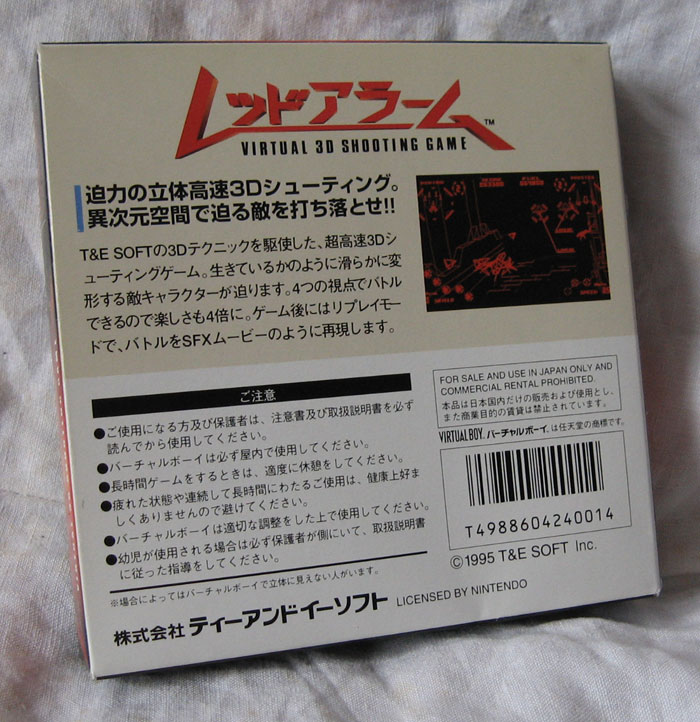 レッドアラーム™
VIRTUAL 3D SHOOTING GAME
迫力の立体高速3Dシューティング。
異次元空間で迫る敵を打ち落とせ!!
T&E SOFTの3Dテクニックを駆使した、超高速3Dシ
ューティングゲーム。生きているかのように滑らかに変
形する敵キャラクターが迫ります。4つの視点でバトル
できるので楽しさも4倍に。ゲーム後にはリプレイモー
ドで、バトルをSFXムービーのように再現します。
ご注意
●ご使用になる方及び保護者は、注意書及び取扱説明書を必ず
読んでから使用してください。
●バーチャルボーイは必ず屋内で使用してください。
●長時間ゲームをするときは、適度に休憩をしてください。
●疲れた状態や連続して長時間にわたるご使用は、健康上好ま
しくありませんので避けてください。
●バーチャルボーイは適切な調整をした上で使用してください。
●幼児が使用される場合は必ず保護者が側にいて、取扱説明書
に従った指導をしてください。
※場合によってはバーチャルボーイで立体に見えない人がいます。
FOR SALE AND USE IN JAPAN ONLY AND
COMMERCIAL RENTAL PROHIBITED.
本品は日本国内だけの販売および使用とし、
また商業目的の賃貸は禁止されています。
VIRTUAL BOY, バーチャルボーイ, は任天堂の商標です。
T4988604240014
©1995 T&E SOFT Inc.
株式会社 ティーアンドイーソフト LICENSED BY NINTENDO